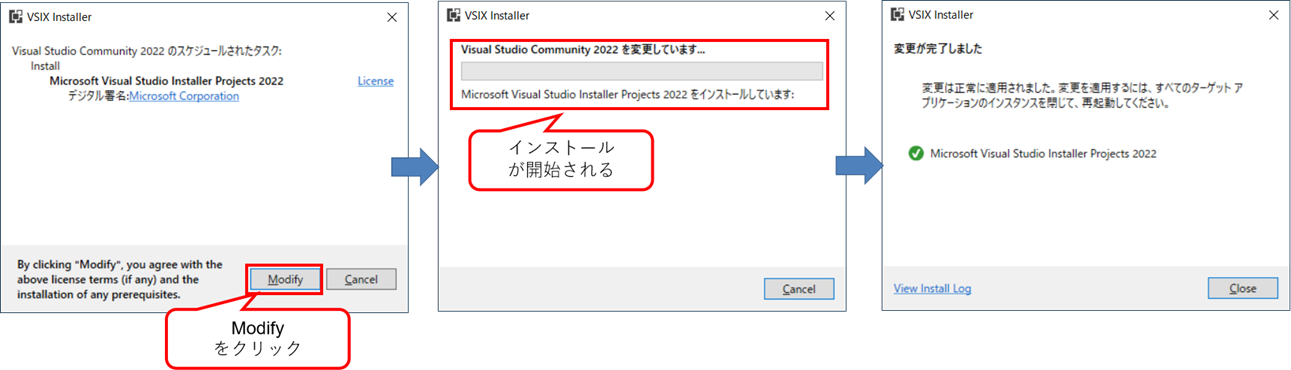 VSIX Installer
Visual Studio Community 2022 のスケジュールされたタスク:
Install
Microsoft Visual Studio Installer Projects 2022
License
デジタル署名:Microsoft Corporation
By clicking "Modify", you agree with the
above license terms (if any) and the
installation of any prerequisites.
Modify
Cancel
Modify
をクリック
VSIX Installer
Visual Studio Community 2022 を変更しています...
Microsoft Visual Studio Installer Projects 2022 をインストールしています:
インストール
が開始される
Cancel
VSIX Installer
変更が完了しました
変更は正常に適用されました。変更を適用するには、すべてのターゲット ア
プリケーションのインスタンスを閉じて、再起動してください。
Microsoft Visual Studio Installer Projects 2022
View Install Log
Close